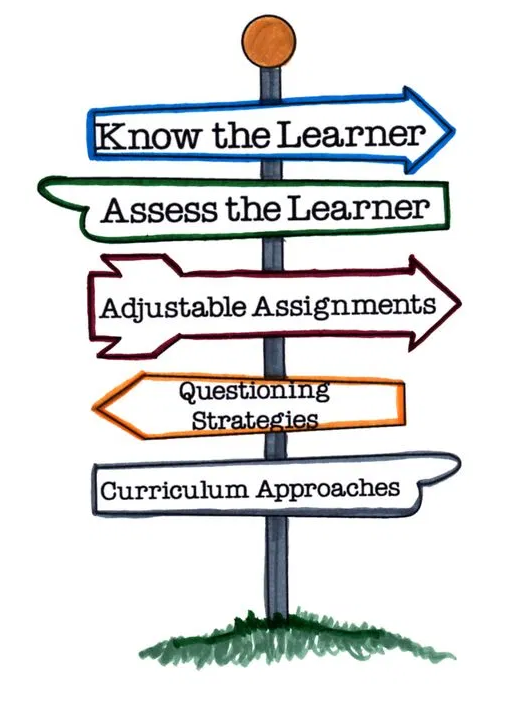 Know the Learner
Assess the Learner
Adjustable Assignments
Questioning
Strategies
Curriculum Approaches